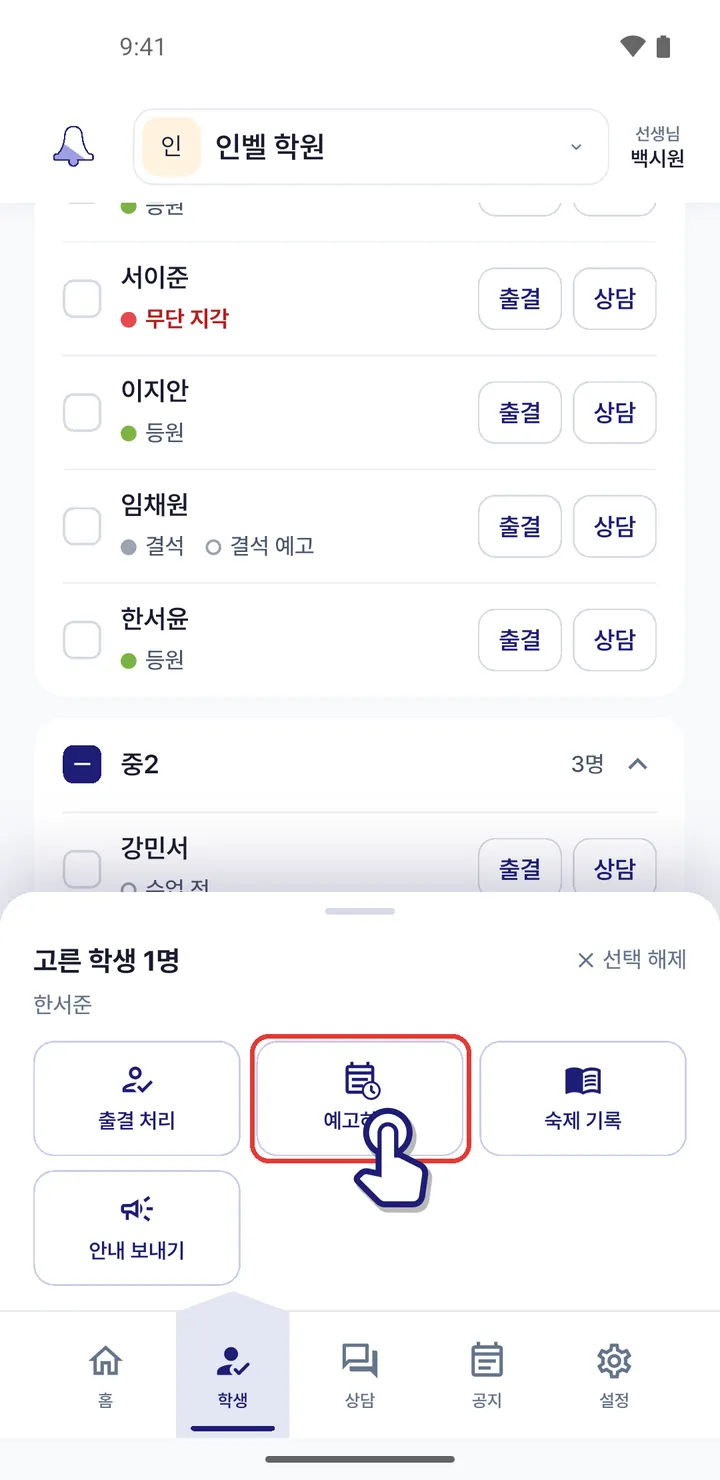 9:41
인 인벨 학원
선생님
백시원
등원
서이준
무단 지각
출결 상담
이지안
등원
출결 상담
임채원
결석 결석 예고
출결 상담
한서윤
등원
출결 상담
중2 3명
강민서
수업 전
출결 상담
고른 학생 1명 선택 해제
한서준
출결 처리 숙제 기록
안내 보내기
홈 학생 상담 공지 설정